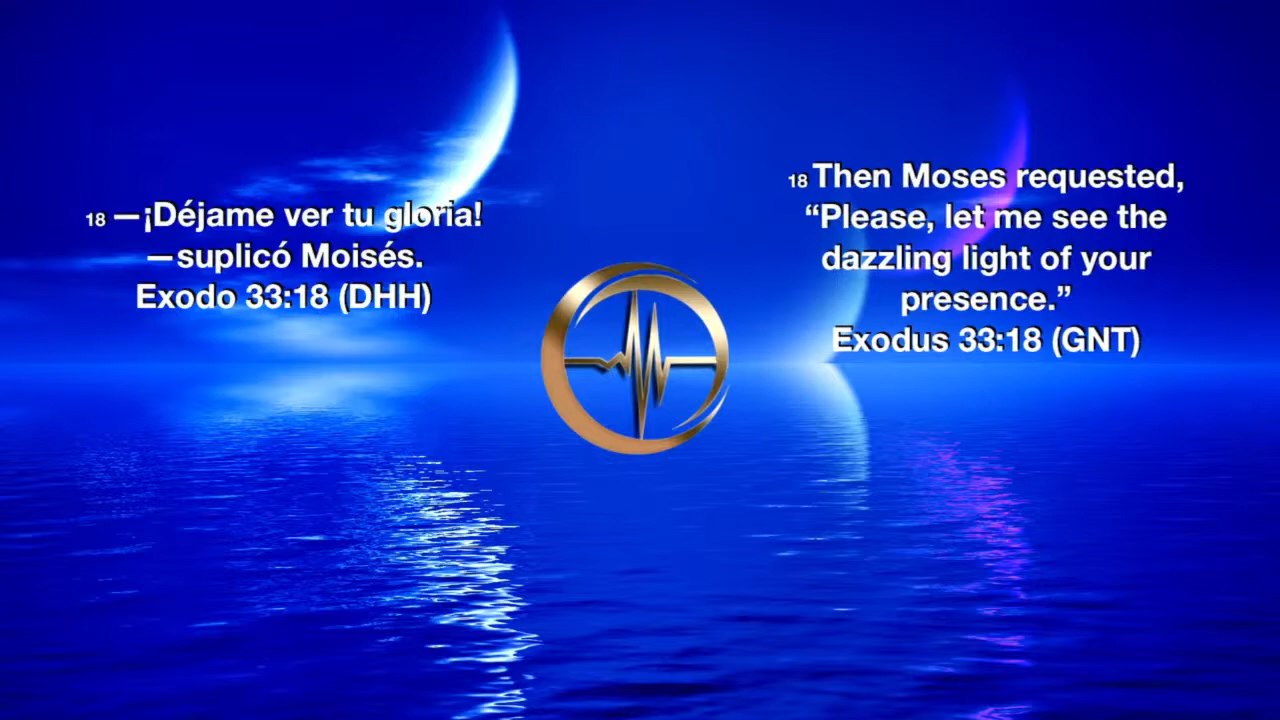 18 —¡Déjame ver tu gloria!
—suplicó Moisés.
Exodo 33:18 (DHH)
18 Then Moses requested,
“Please, let me see the
dazzling light of your
presence.”
Exodus 33:18 (GNT)